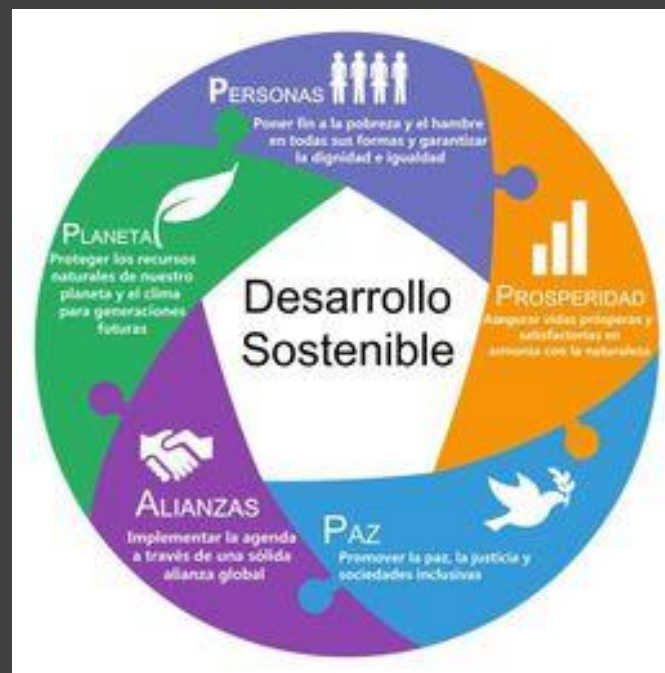 PERSONAS
Poner fin a la pobreza y el hambre
en todas sus formas y garantizar
la dignidad e igualdad
PROSPERIDAD
Asegurar vidas prósperas y
satisfactorias en
armonía con la naturaleza
PAZ
Promover la paz, la justicia y
sociedades inclusivas
ALIANZAS
Implementar la agenda
a través de una sólida
alianza global
PLANETA
Proteger los recursos
naturales de nuestro
planeta y el clima
para generaciones
futuras
Desarrollo
Sostenible